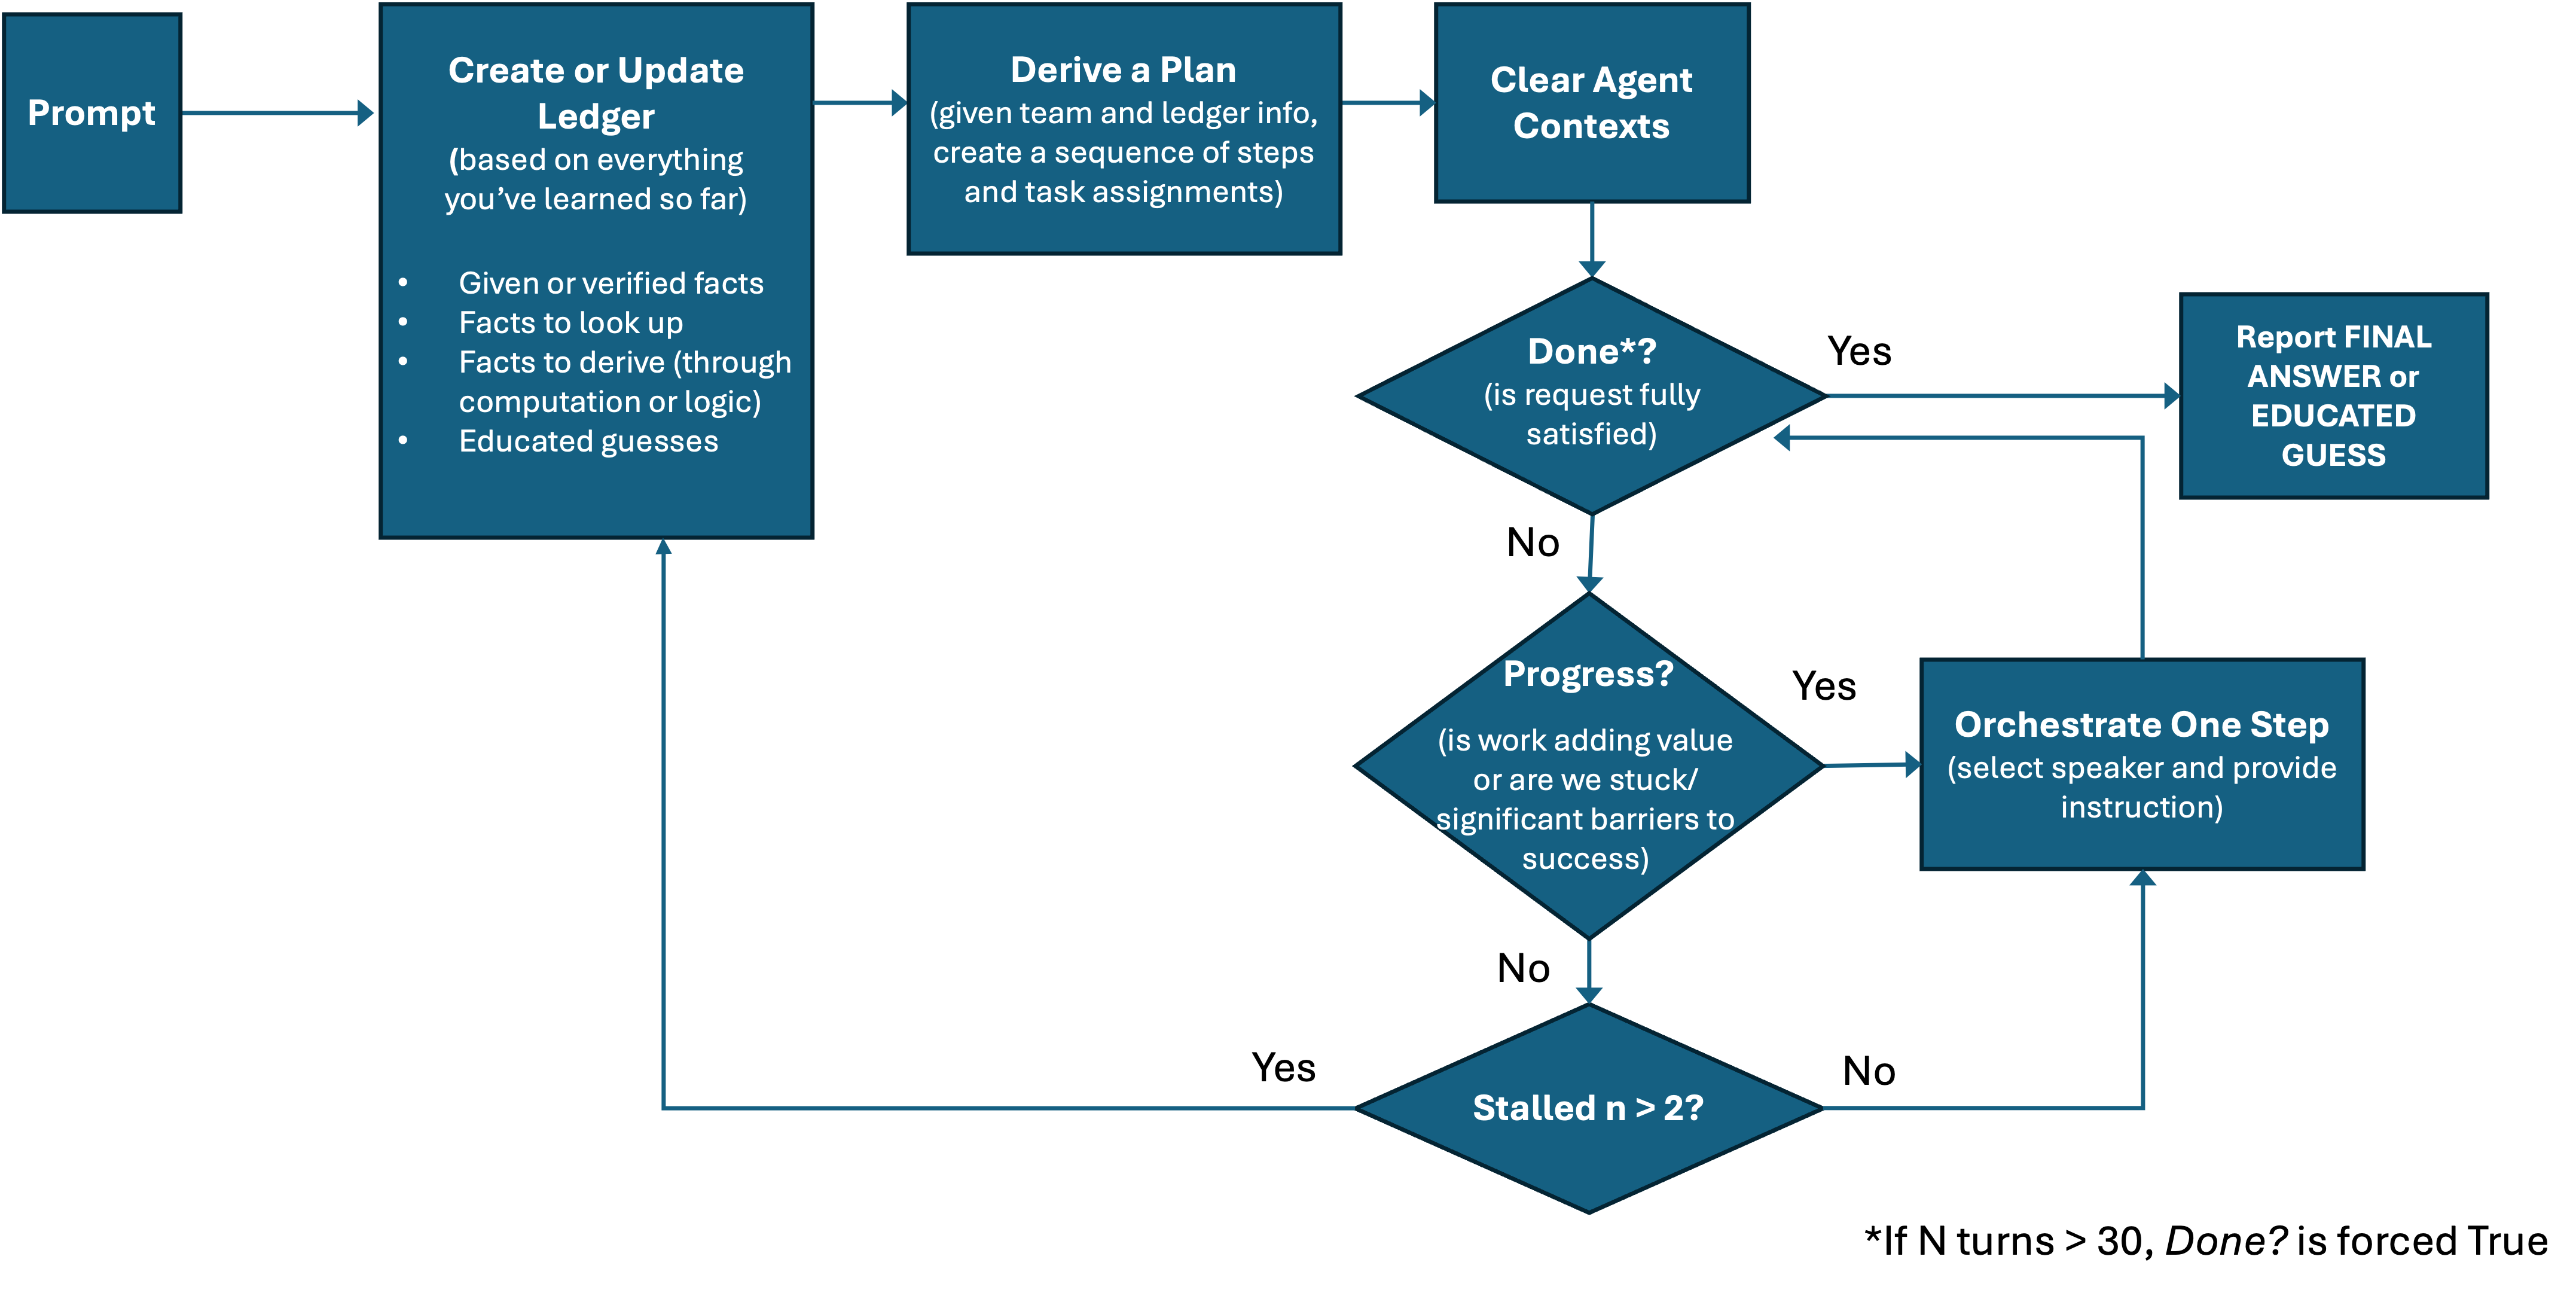 Prompt
Create or Update
Ledger
(based on everything
you’ve learned so far)
• Given or verified facts
• Facts to look up
• Facts to derive (through
computation or logic)
• Educated guesses
Derive a Plan
(given team and ledger info,
create a sequence of steps
and task assignments)
Clear Agent
Contexts
Done*?
(is request fully
satisfied)
Yes
Report FINAL
ANSWER or
EDUCATED
GUESS
No
Progress?
(is work adding value
or are we stuck/
significant barriers to
success)
Yes
Orchestrate One Step
(select speaker and provide
instruction)
No
Stalled n > 2?
Yes
No
*If N turns > 30, Done? is forced True